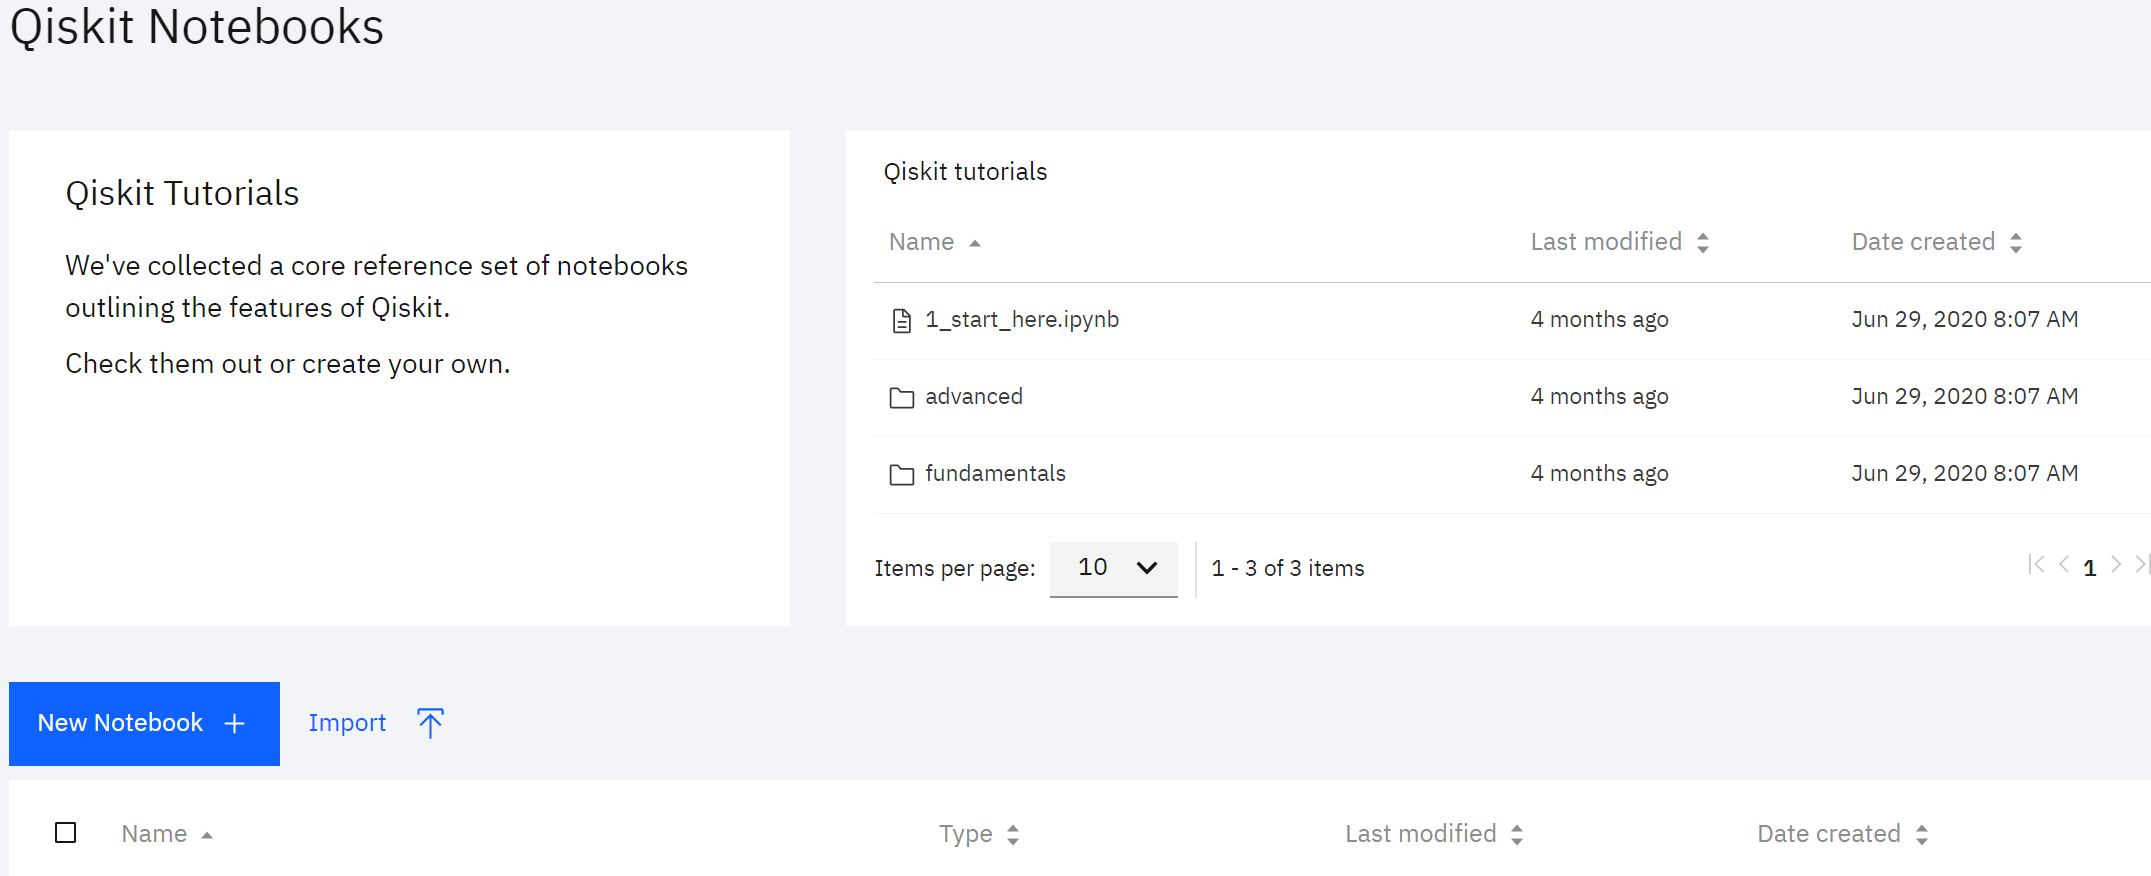 Qiskit Notebooks
Qiskit Tutorials
We've collected a core reference set of notebooks
outlining the features of Qiskit.
Check them out or create your own.
Qiskit tutorials
Name Last modified Date created
1_start_here.ipynb 4 months ago Jun 29, 2020 8:07 AM
advanced 4 months ago Jun 29, 2020 8:07 AM
fundamentals 4 months ago Jun 29, 2020 8:07 AM
Items per page: 10 1 - 3 of 3 items 1
New Notebook + Import
Name Type Last modified Date created